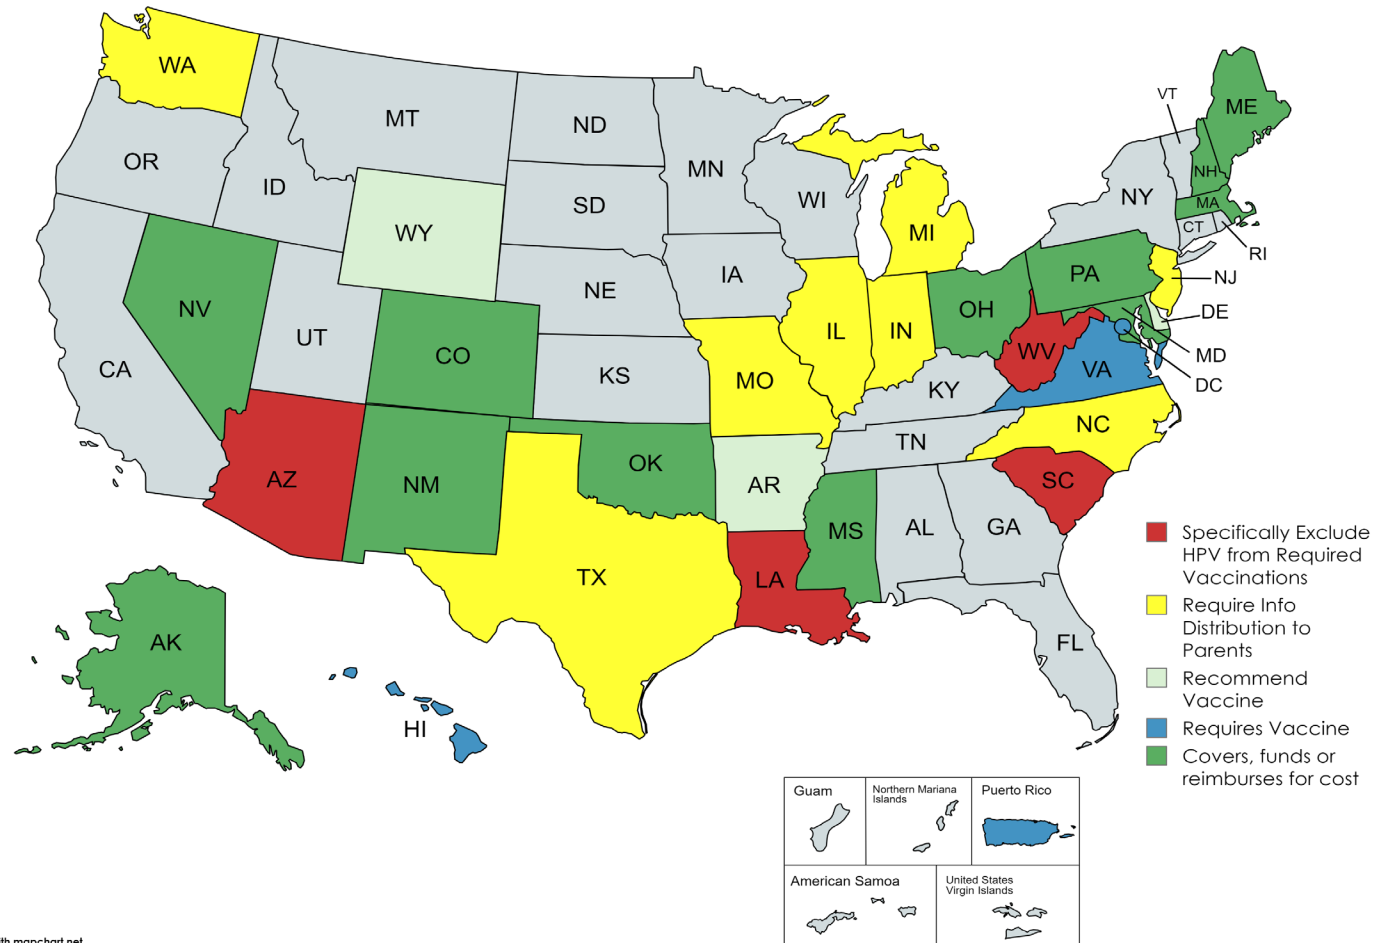 WA
MT
ND
MN
OR
ID
SD
WI
MI
NY
VT
ME
NH
MA
CT
RI
WY
NV
UT
CO
NE
IA
IL
IN
OH
PA
NJ
DE
MD
DC
WV
VA
CA
KS
MO
KY
TN
NC
SC
AZ
NM
OK
AR
MS
AL
GA
TX
LA
FL
AK
HI
Specifically Exclude
HPV from Required
Vaccinations
Require Info
Distribution to
Parents
Recommend
Vaccine
Requires Vaccine
Covers, funds or
reimburses for cost
Guam
Northern Mariana
Islands
Puerto Rico
American Samoa
United States
Virgin Islands
mapchart.net